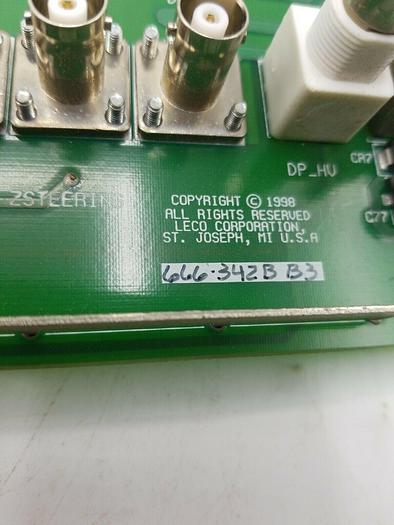 DP_HV
CR7
C77
ZSTEERING
COPYRIGHT © 1998
ALL RIGHTS RESERVED
LECO CORPORATION,
ST. JOSEPH, MI U.S.A
666-342B B3